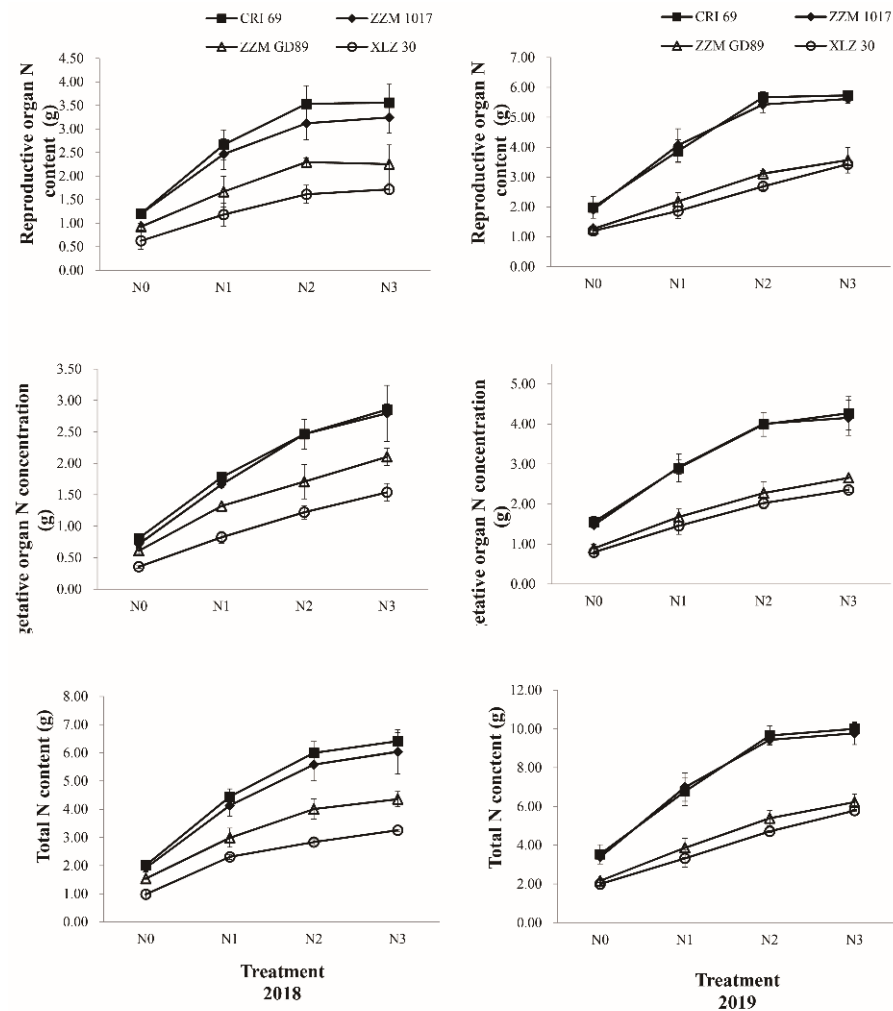 CRI 69
ZZM 1017
ZZM GD89
XLZ 30
Reproductive organ N
content (g)
4.50
4.00
3.50
3.00
2.50
2.00
1.50
1.00
0.50
0.00
N0
N1
N2
N3
CRI 69
ZZM 1017
ZZM GD89
XLZ 30
Reproductive organ N
content (g)
7.00
6.00
5.00
4.00
3.00
2.00
1.00
0.00
N0
N1
N2
N3
getative organ N concentration
(g)
3.50
3.00
2.50
2.00
1.50
1.00
0.50
0.00
N0
N1
N2
N3
getative organ N concentration
(g)
5.00
4.00
3.00
2.00
1.00
0.00
N0
N1
N2
N3
Total N content (g)
8.00
7.00
6.00
5.00
4.00
3.00
2.00
1.00
0.00
N0
N1
N2
N3
Treatment
2018
Total N conctent (g)
12.00
10.00
8.00
6.00
4.00
2.00
0.00
N0
N1
N2
N3
Treatment
2019